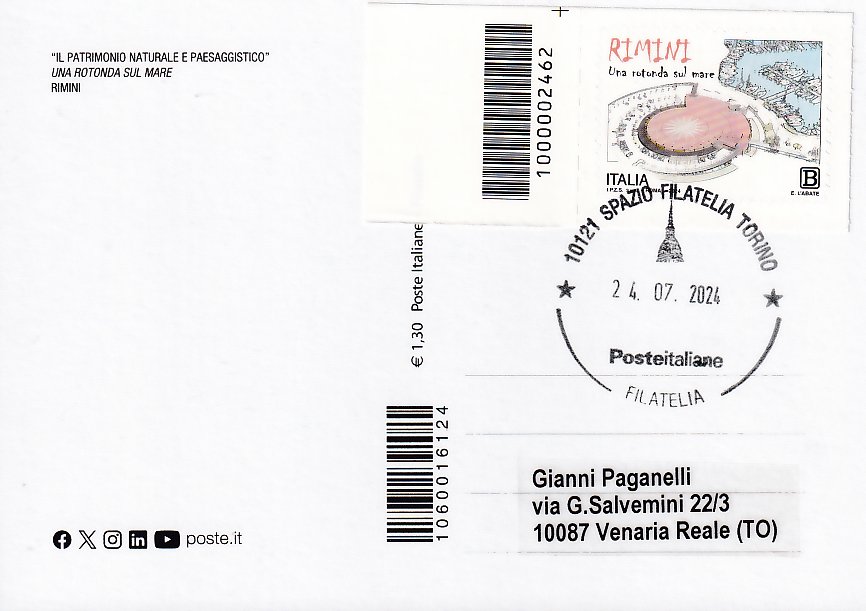 "IL PATRIMONIO NATURALE E PAESAGGISTICO"
UNA ROTONDA SUL MARE
RIMINI
1000002462
RIMINI
Una rotonda sul mare
ITALIA
B
I.P.Z.S.
E. L'ABATE
10121 SPAZIO FILATELIA TORINO
24. 07. 2024
Posteitaliane
FILATELIA
€ 1,30 Poste Italiane
1060016124
Gianni Paganelli
via G.Salvemini 22/3
10087 Venaria Reale (TO)
poste.it